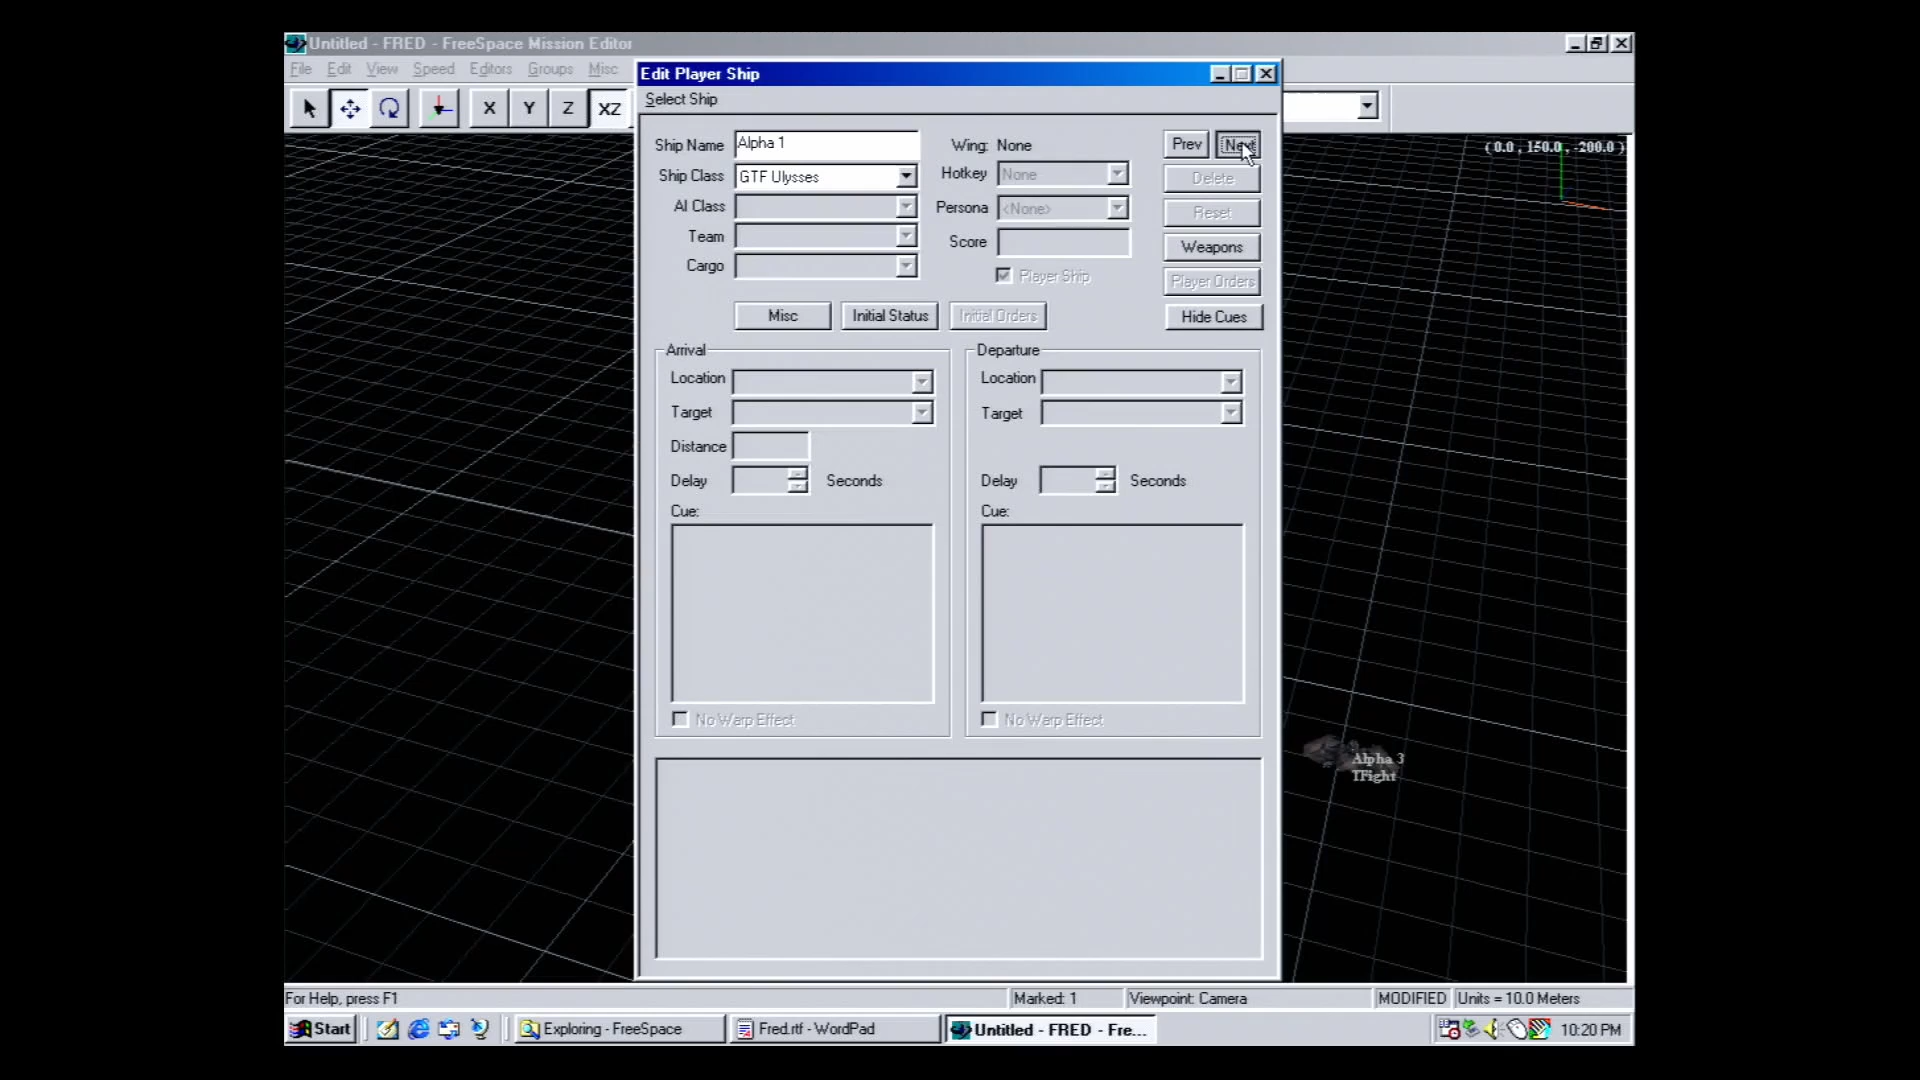 Untitled - FRED - FreeSpace Mission Editor
File Edit View Speed Editors Groups Misc
X Y Z XZ
Edit Player Ship
Select Ship
Ship Name Alpha 1 Wing: None Prev Next
Ship Class GTF Ulysses Hotkey None Delete
AI Class Persona <None> Reset
Team Score Weapons
Cargo Player Ship Player Orders
Misc Initial Status Initial Orders Hide Cues
Arrival Departure
Location Location
Target Target
Distance
Delay Seconds Delay Seconds
Cue: Cue:
No Warp Effect No Warp Effect
(0.0 , 150.0 , -200.0 )
Alpha 3
TFight
For Help, press F1 Marked: 1 Viewpoint: Camera MODIFIED Units = 10.0 Meters
Start Exploring - FreeSpace Fred.rtf - WordPad Untitled - FRED - Fre... 10:20 PM